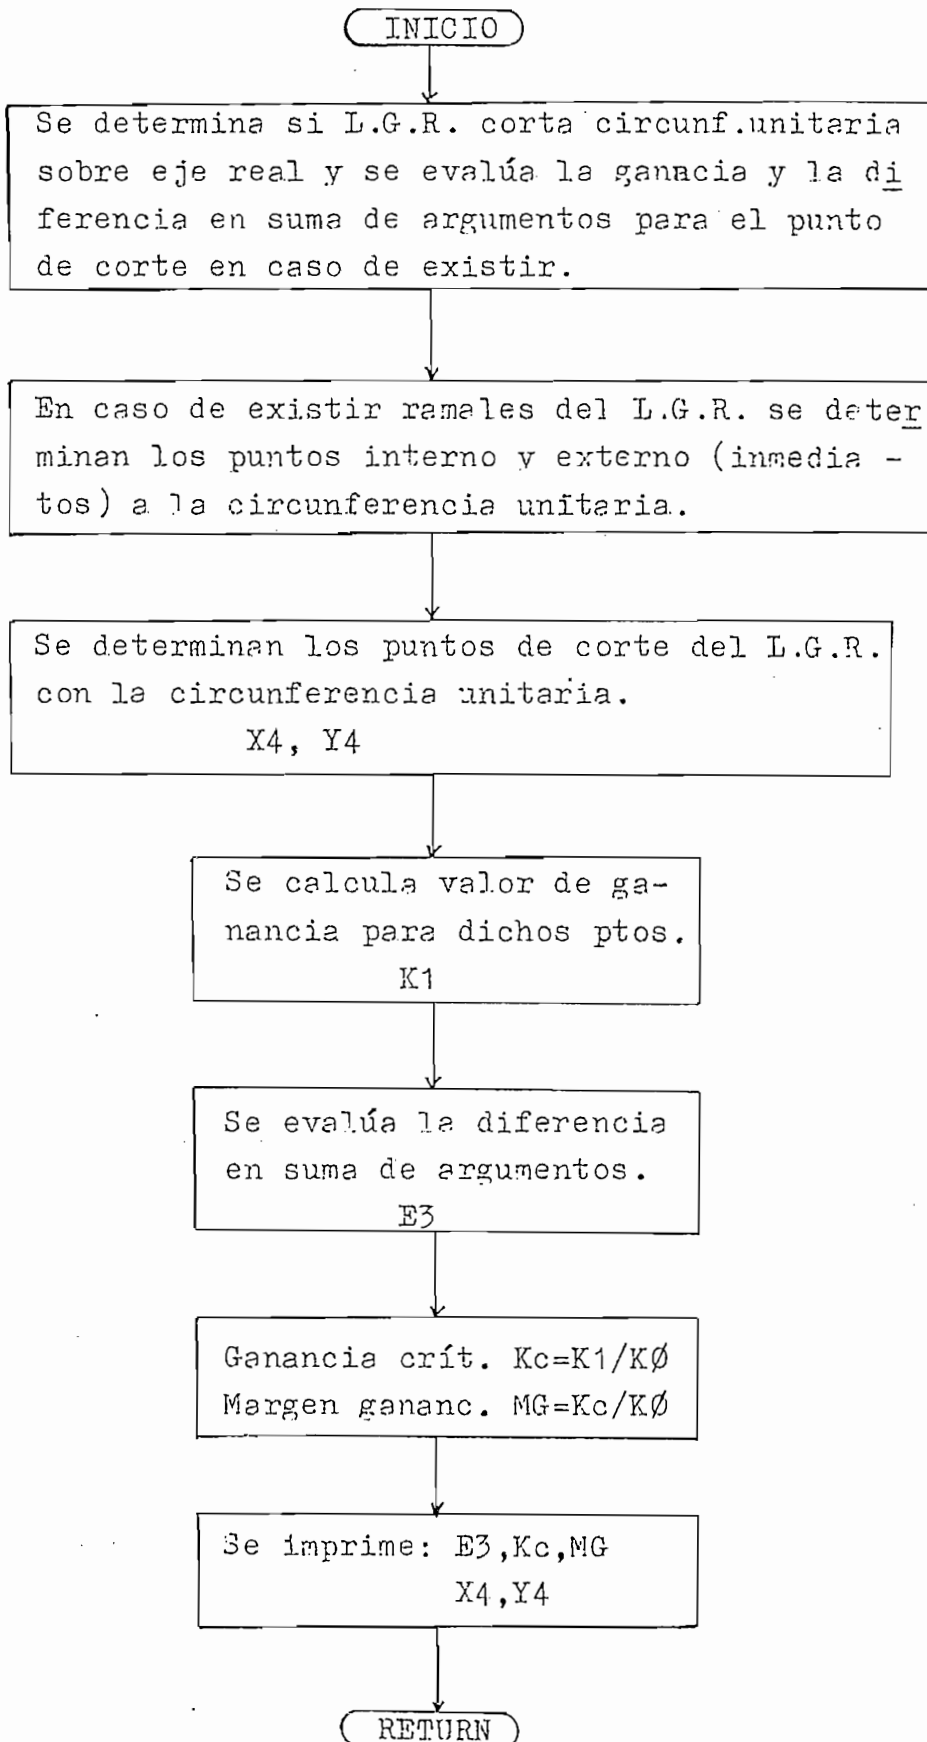 INICIO
Se determina si L.G.R. corta circunf.unitaria
sobre eje real y se evalúa la ganacia y la di
ferencia en suma de argumentos para el punto
de corte en caso de existir.
En caso de existir ramales del L.G.R. se deter
minan los puntos interno y externo (inmedia -
tos) a la circunferencia unitaria.
Se determinan los puntos de corte del L.G.R.
con la circunferencia unitaria.
X4, Y4
Se calcula valor de ga-
nancia para dichos ptos.
K1
Se evalúa la diferencia
en suma de argumentos.
E3
Ganancia crít. Kc=K1/KØ
Margen gananc. MG=Kc/KØ
Se imprime: E3,Kc,MG
X4,Y4
RETURN